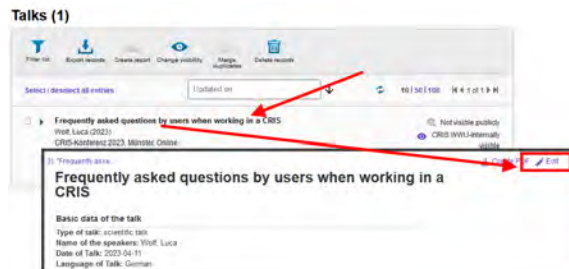 Talks (1)
Filter list Export records Create report Change visibility Merge duplicates Delete records
Select | deselect all entries Updated on 10 | 50 | 100 1 of 1
Frequently asked questions by users when working in a CRIS
Wolf, Luca (2023)
CRIS-Konferenz 2023, Münster, Online
Not visible publicly
CRIS WWU-internally
visible
"Frequently
PDF Edit
Frequently asked questions by users when working in a
CRIS
Basic data of the talk
Type of talk: scientific talk
Name of the speakers: Wolf, Luca
Date of Talk: 2023-04-11
Language of Talk: German